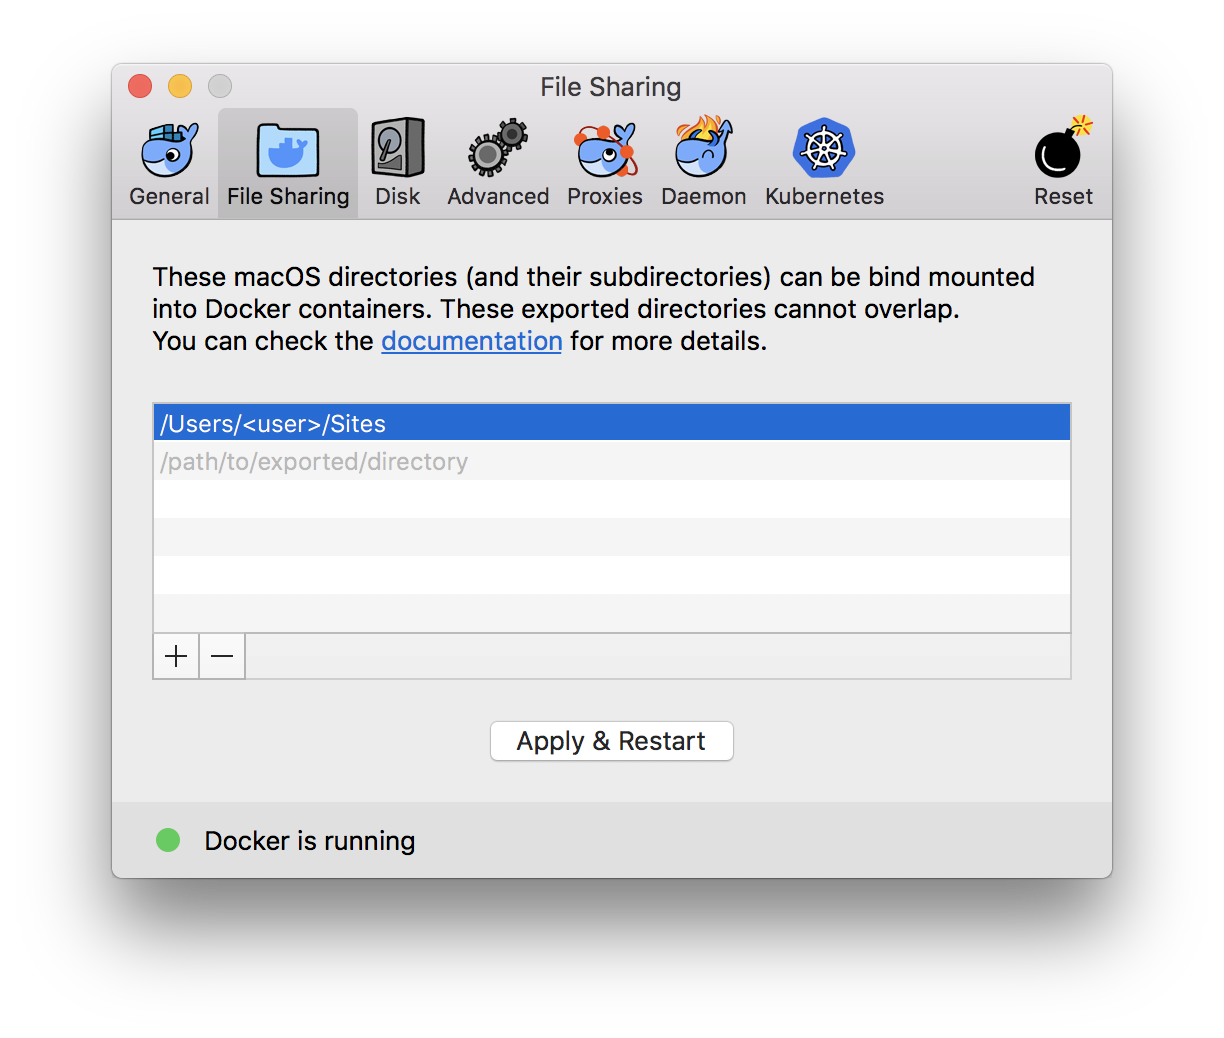 File Sharing
General
File Sharing
Disk
Advanced
Proxies
Daemon
Kubernetes
Reset
These macOS directories (and their subdirectories) can be bind mounted
into Docker containers. These exported directories cannot overlap.
You can check the documentation for more details.
/Users/<user>/Sites
/path/to/exported/directory
Apply & Restart
Docker is running